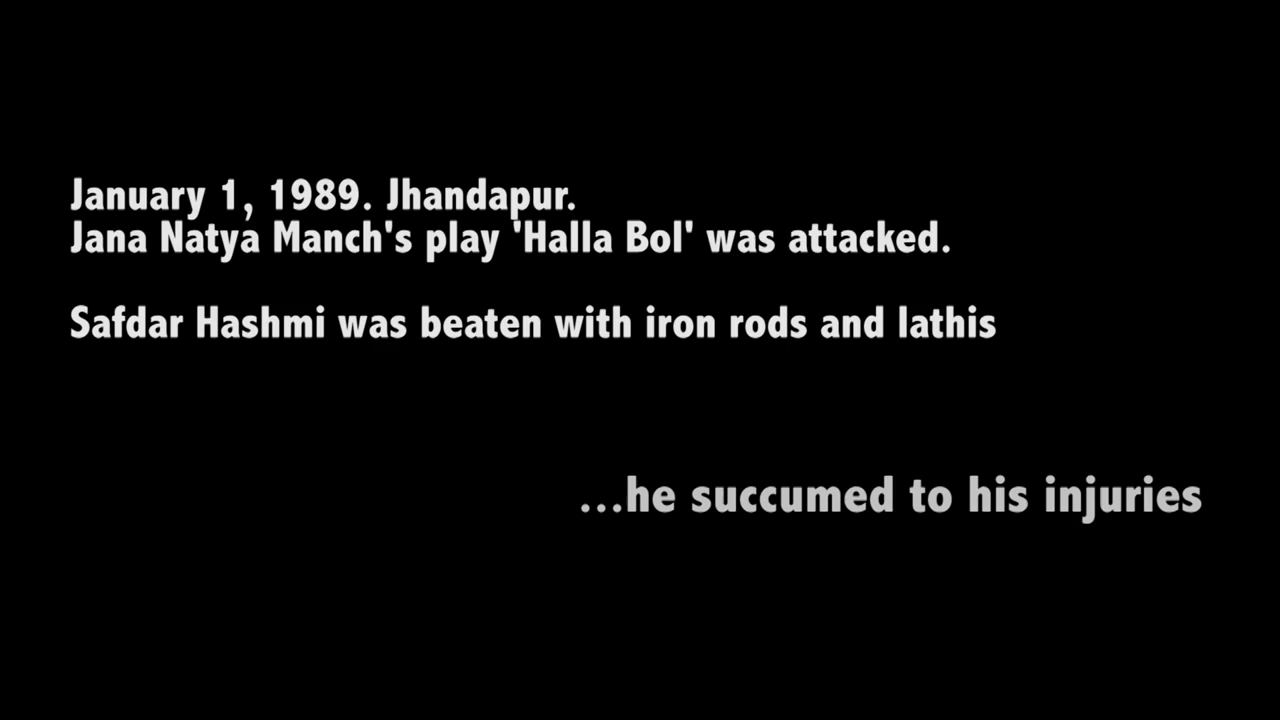 January 1, 1989. Jhandapur.
Jana Natya Manch's play 'Halla Bol' was attacked.
Safdar Hashmi was beaten with iron rods and lathis
...he succumed to his injuries